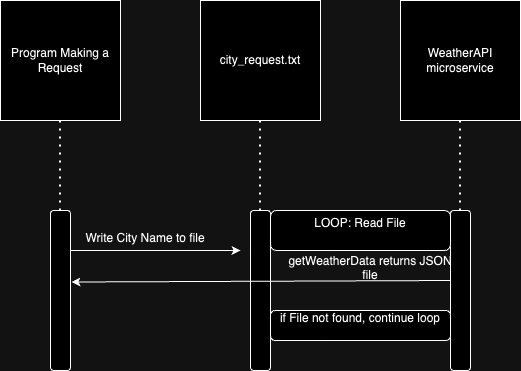 Program Making a
Request
city_request.txt
WeatherAPI
microservice
LOOP: Read File
Write City Name to file
getWeatherData returns JSON
file
if File not found, continue loop